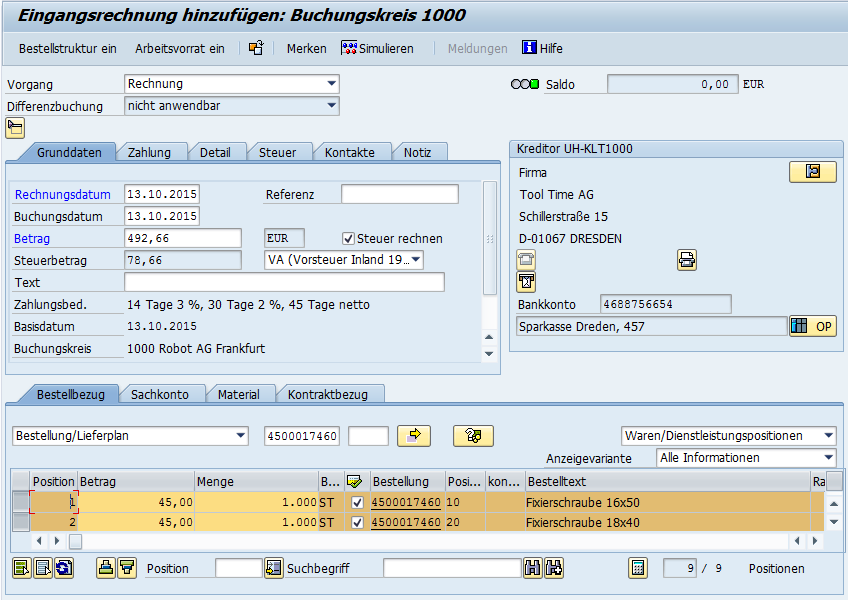 Eingangsrechnung hinzufügen: Buchungskreis 1000
Bestellstruktur ein Arbeitsvorrat ein Merken Simulieren Meldungen Hilfe
Vorgang Rechnung Saldo 0,00 EUR
Differenzbuchung nicht anwendbar
Grunddaten Zahlung Detail Steuer Kontakte Notiz
Kreditor UH-KLT1000
Rechnungsdatum 13.10.2015 Referenz
Buchungsdatum 13.10.2015
Betrag 492,66 EUR Steuer rechnen
Steuerbetrag 78,66 VA (Vorsteuer Inland 19...
Text
Zahlungsbed. 14 Tage 3 %, 30 Tage 2 %, 45 Tage netto
Basisdatum 13.10.2015
Buchungskreis 1000 Robot AG Frankfurt
Firma
Tool Time AG
Schillerstraße 15
D-01067 DRESDEN
Bankkonto 4688756654
Sparkasse Dreden, 457 OP
Bestellbezug Sachkonto Material Kontraktbezug
Bestellung/Lieferplan 4500017460 Waren/Dienstleistungspositionen
Anzeigevariante Alle Informationen
Position Betrag Menge B... Bestellung Posi... kon... Bestelltext Ra
1 45,00 1.000 ST 4500017460 10 Fixierschraube 16x50
2 45,00 1.000 ST 4500017460 20 Fixierschraube 18x40
Position Suchbegriff 9 / 9 Positionen